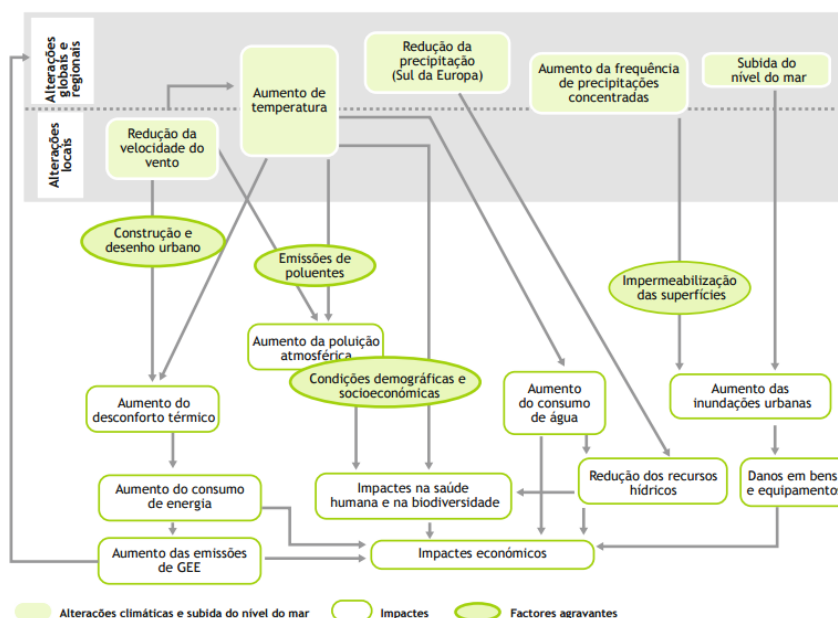 Alterações
globais e
regionais
Aumento de
temperatura
Redução da
precipitação
(Sul da Europa)
Aumento da frequência
de precipitações
concentradas
Subida do
nível do mar
Alterações
locais
Redução da
velocidade do
vento
Construção e
desenho urbano
Emissões de
poluentes
Impermeabilização
das superfícies
Aumento da poluição
atmosférica
Condições demográficas e
socioeconómicas
Aumento do
desconforto térmico
Aumento
do consumo
de água
Aumento das
inundações urbanas
Aumento do consumo
de energia
Impactes na saúde
humana e na biodiversidade
Redução dos recursos
hídricos
Danos em bens
e equipamentos
Aumento das emissões
de GEE
Impactes económicos
Alterações climáticas e subida do nível do mar
Impactes
Factores agravantes